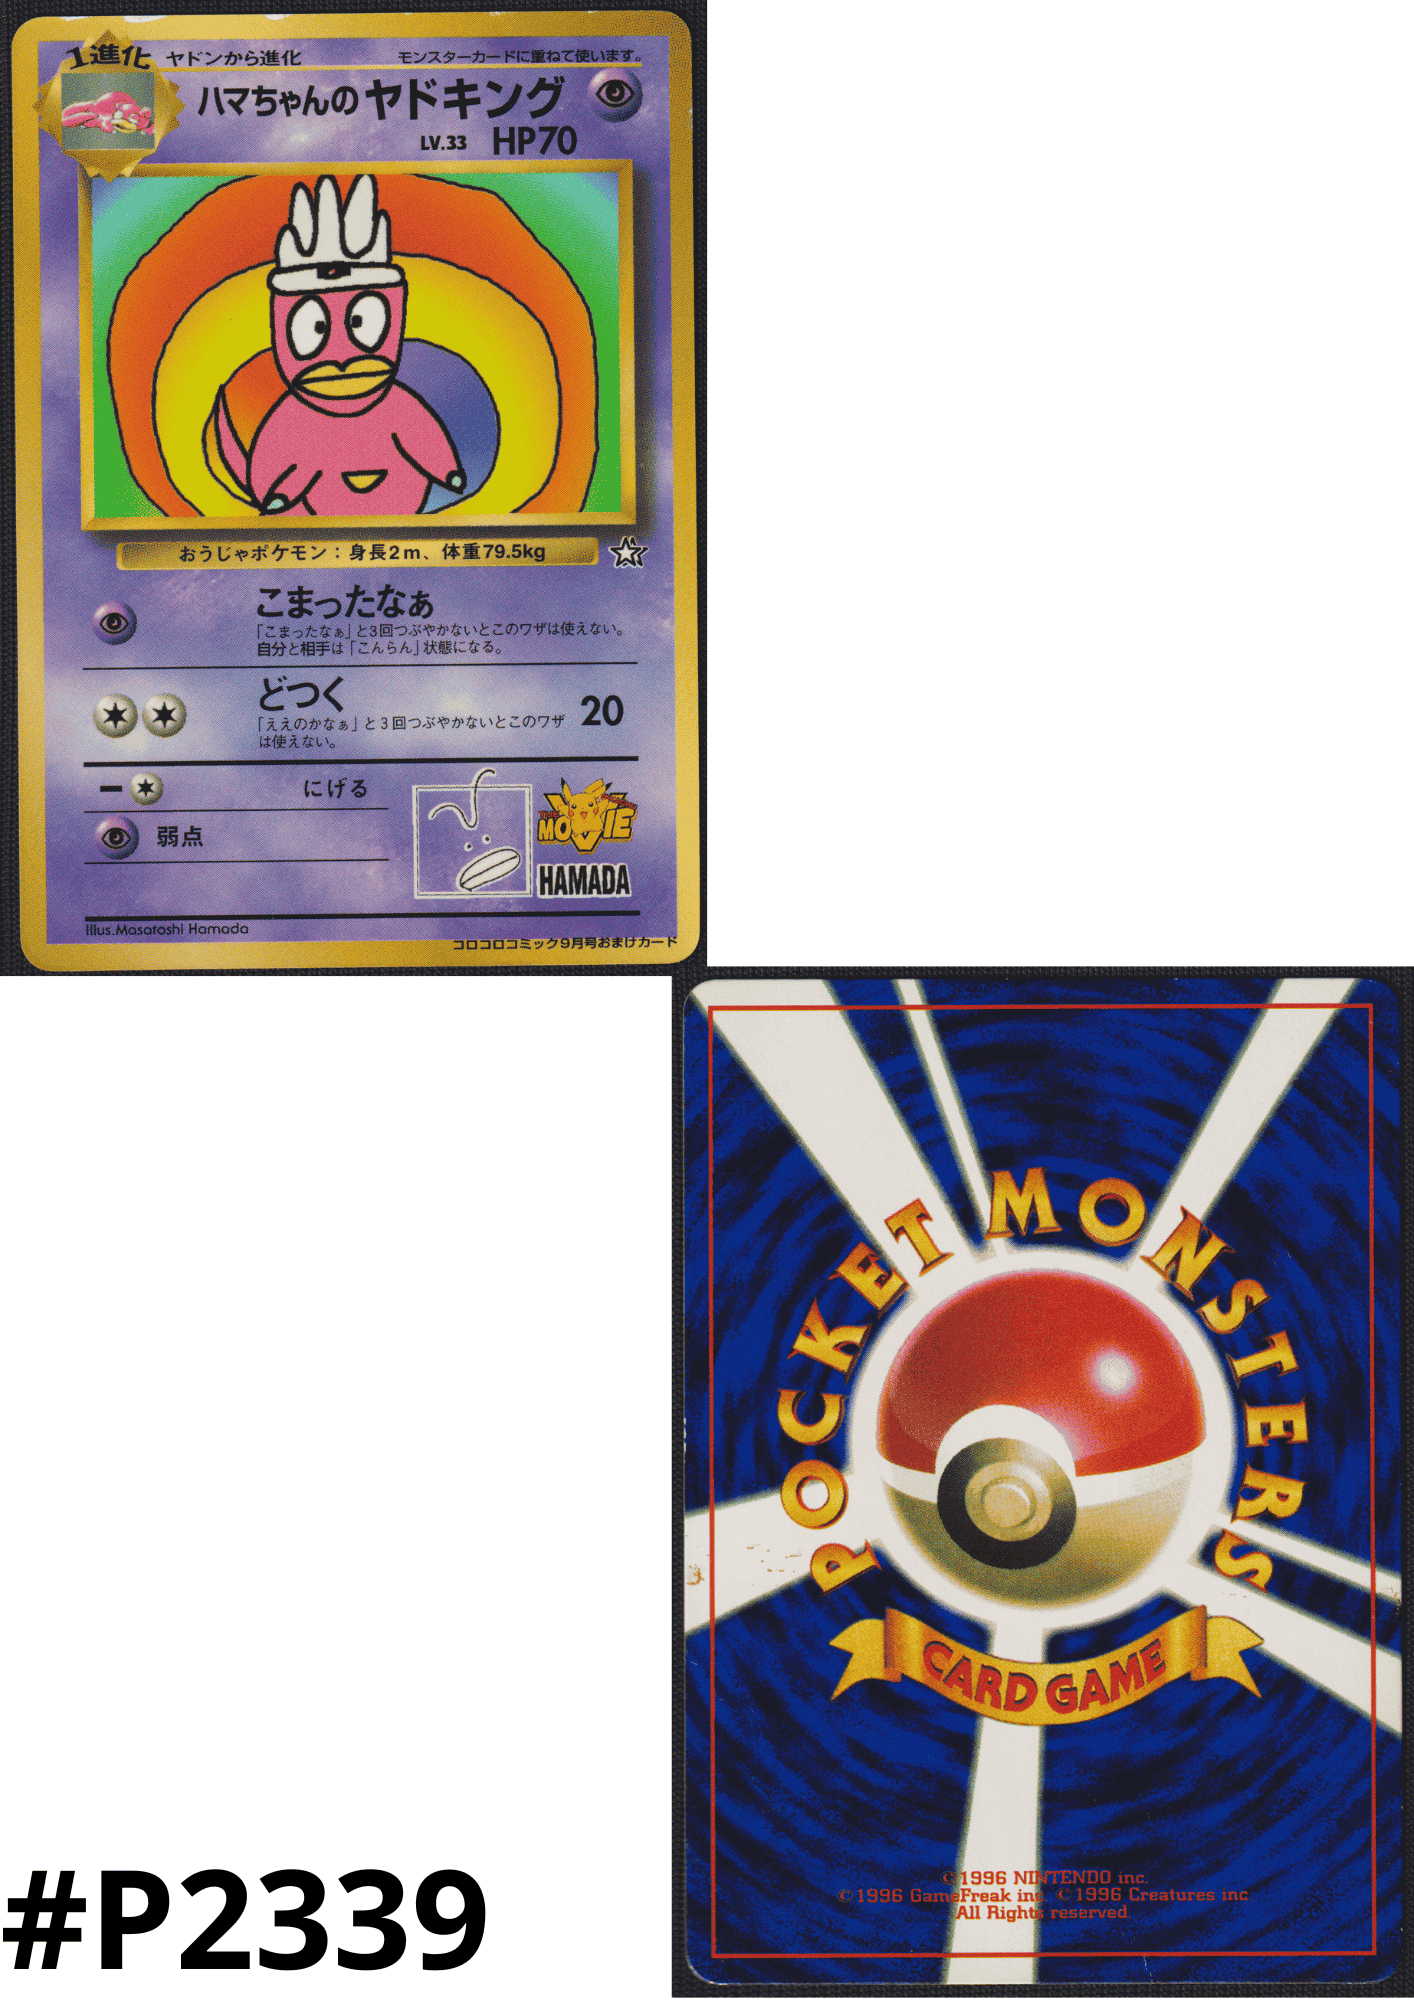 1進化
ヤドンから進化
モンスターカードに重ねて使います。
ハマちゃんのヤドキング
LV.33 HP70
おうじゃポケモン：身長2m、体重79.5kg
こまったなぁ
「こまったなぁ」と3回つぶやかないとこのワザは使えない。
自分と相手は「こんらん」状態になる。
どつく
20
「ええのかなぁ」と3回つぶやかないとこのワザ
は使えない。
にげる
弱点
MOVIE
HAMADA
Illus.Masatoshi Hamada
コロコロコミック9月号おまけカード
POCKET MONSTERS
CARD GAME
©1996 NINTENDO inc.
©1996 GameFreak inc. ©1996 Creatures inc
All Rights reserved.
#P2339